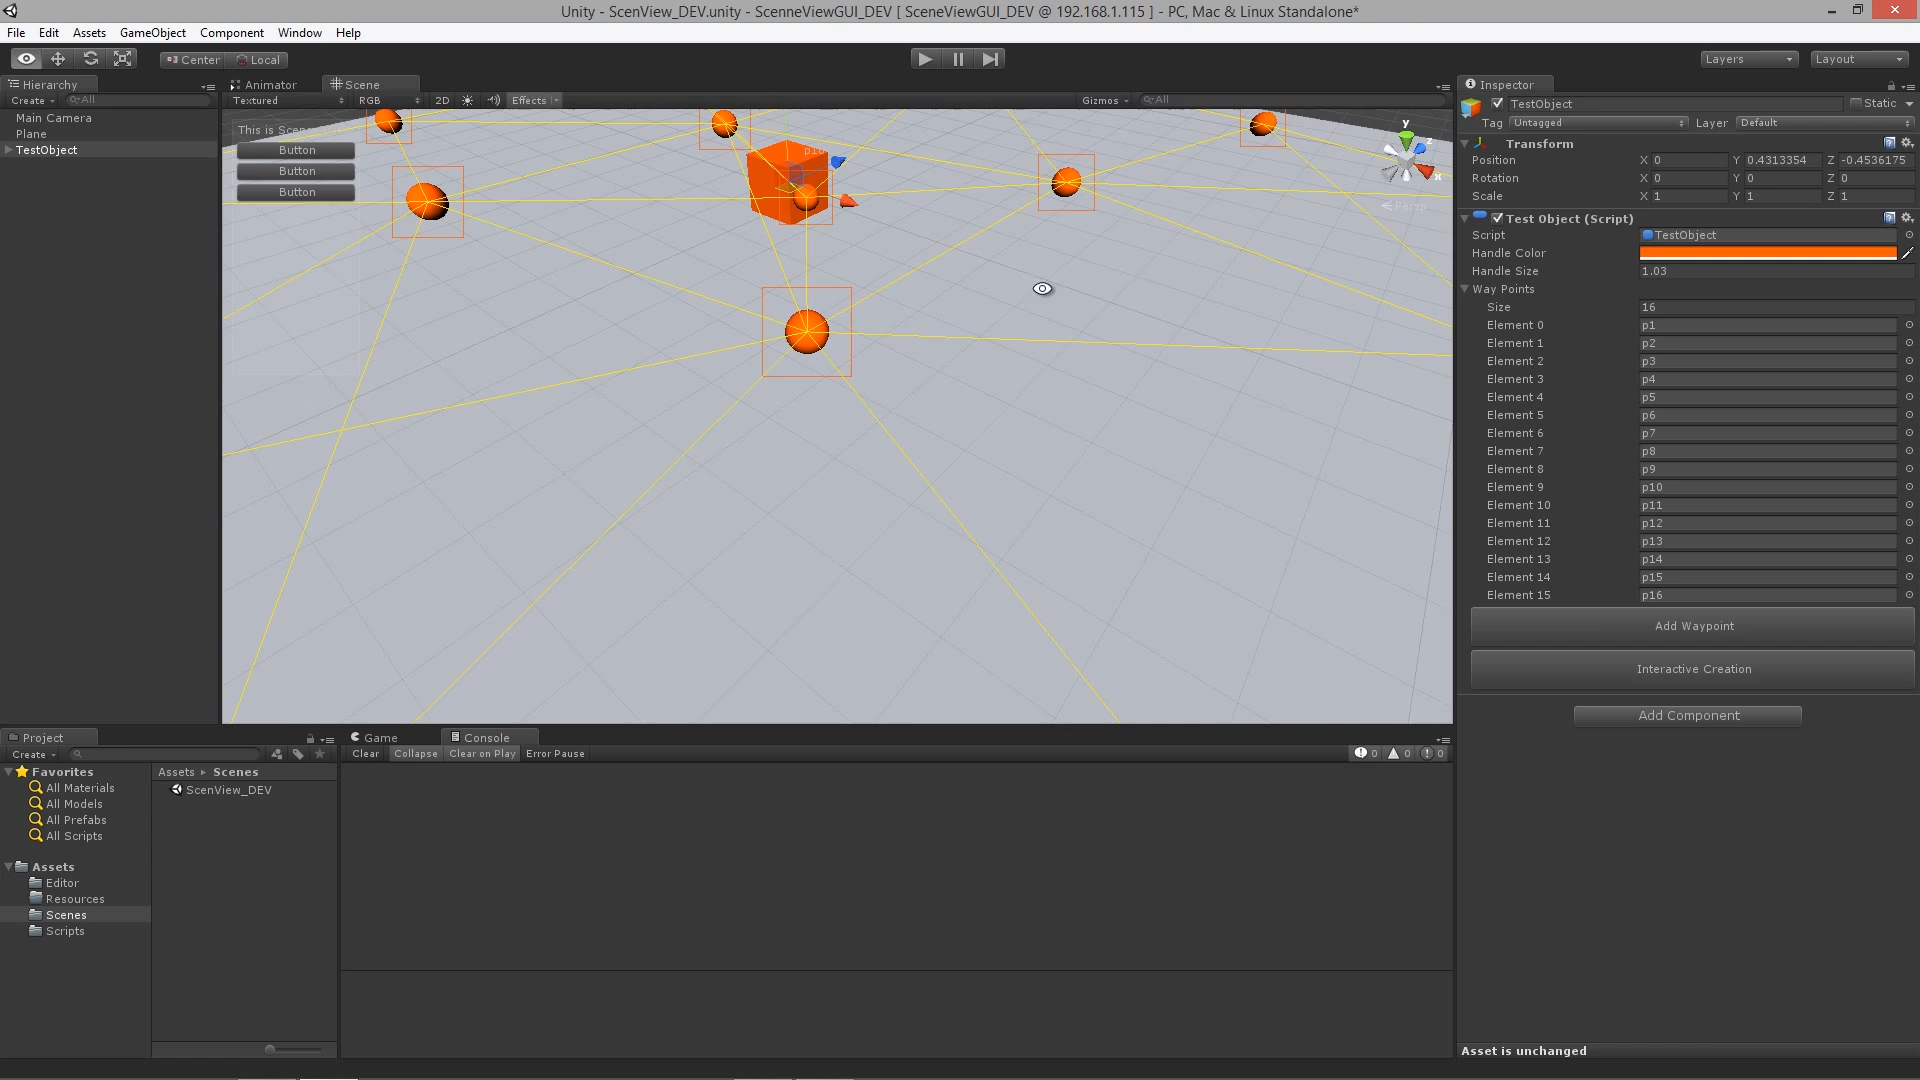 Unity - ScenView_DEV.unity - ScenneViewGUI_DEV [ SceneViewGUI_DEV @ 192.168.1.115 ] - PC, Mac & Linux Standalone*
File Edit Assets GameObject Component Window Help
Center Local
Layers Layout
Hierarchy
Create All
Main Camera
Plane
TestObject
Animator Scene
Textured RGB 2D Effects Gizmos All
This is Scen
Button
Button
Button
y
z
x
Persp
Inspector
TestObject Static
Tag Untagged Layer Default
Transform
Position X 0 Y 0.4313354 Z -0.4536175
Rotation X 0 Y 0 Z 0
Scale X 1 Y 1 Z 1
Test Object (Script)
Script TestObject
Handle Color
Handle Size 1.03
Way Points
Size 16
Element 0 p1
Element 1 p2
Element 2 p3
Element 3 p4
Element 4 p5
Element 5 p6
Element 6 p7
Element 7 p8
Element 8 p9
Element 9 p10
Element 10 p11
Element 11 p12
Element 12 p13
Element 13 p14
Element 14 p15
Element 15 p16
Add Waypoint
Interactive Creation
Add Component
Asset is unchanged
Project
Create
Favorites
All Materials
All Models
All Prefabs
All Scripts
Assets
Editor
Resources
Scenes
Scripts
Assets ▸ Scenes
ScenView_DEV
Game Console
Clear Collapse Clear on Play Error Pause 0 0 0